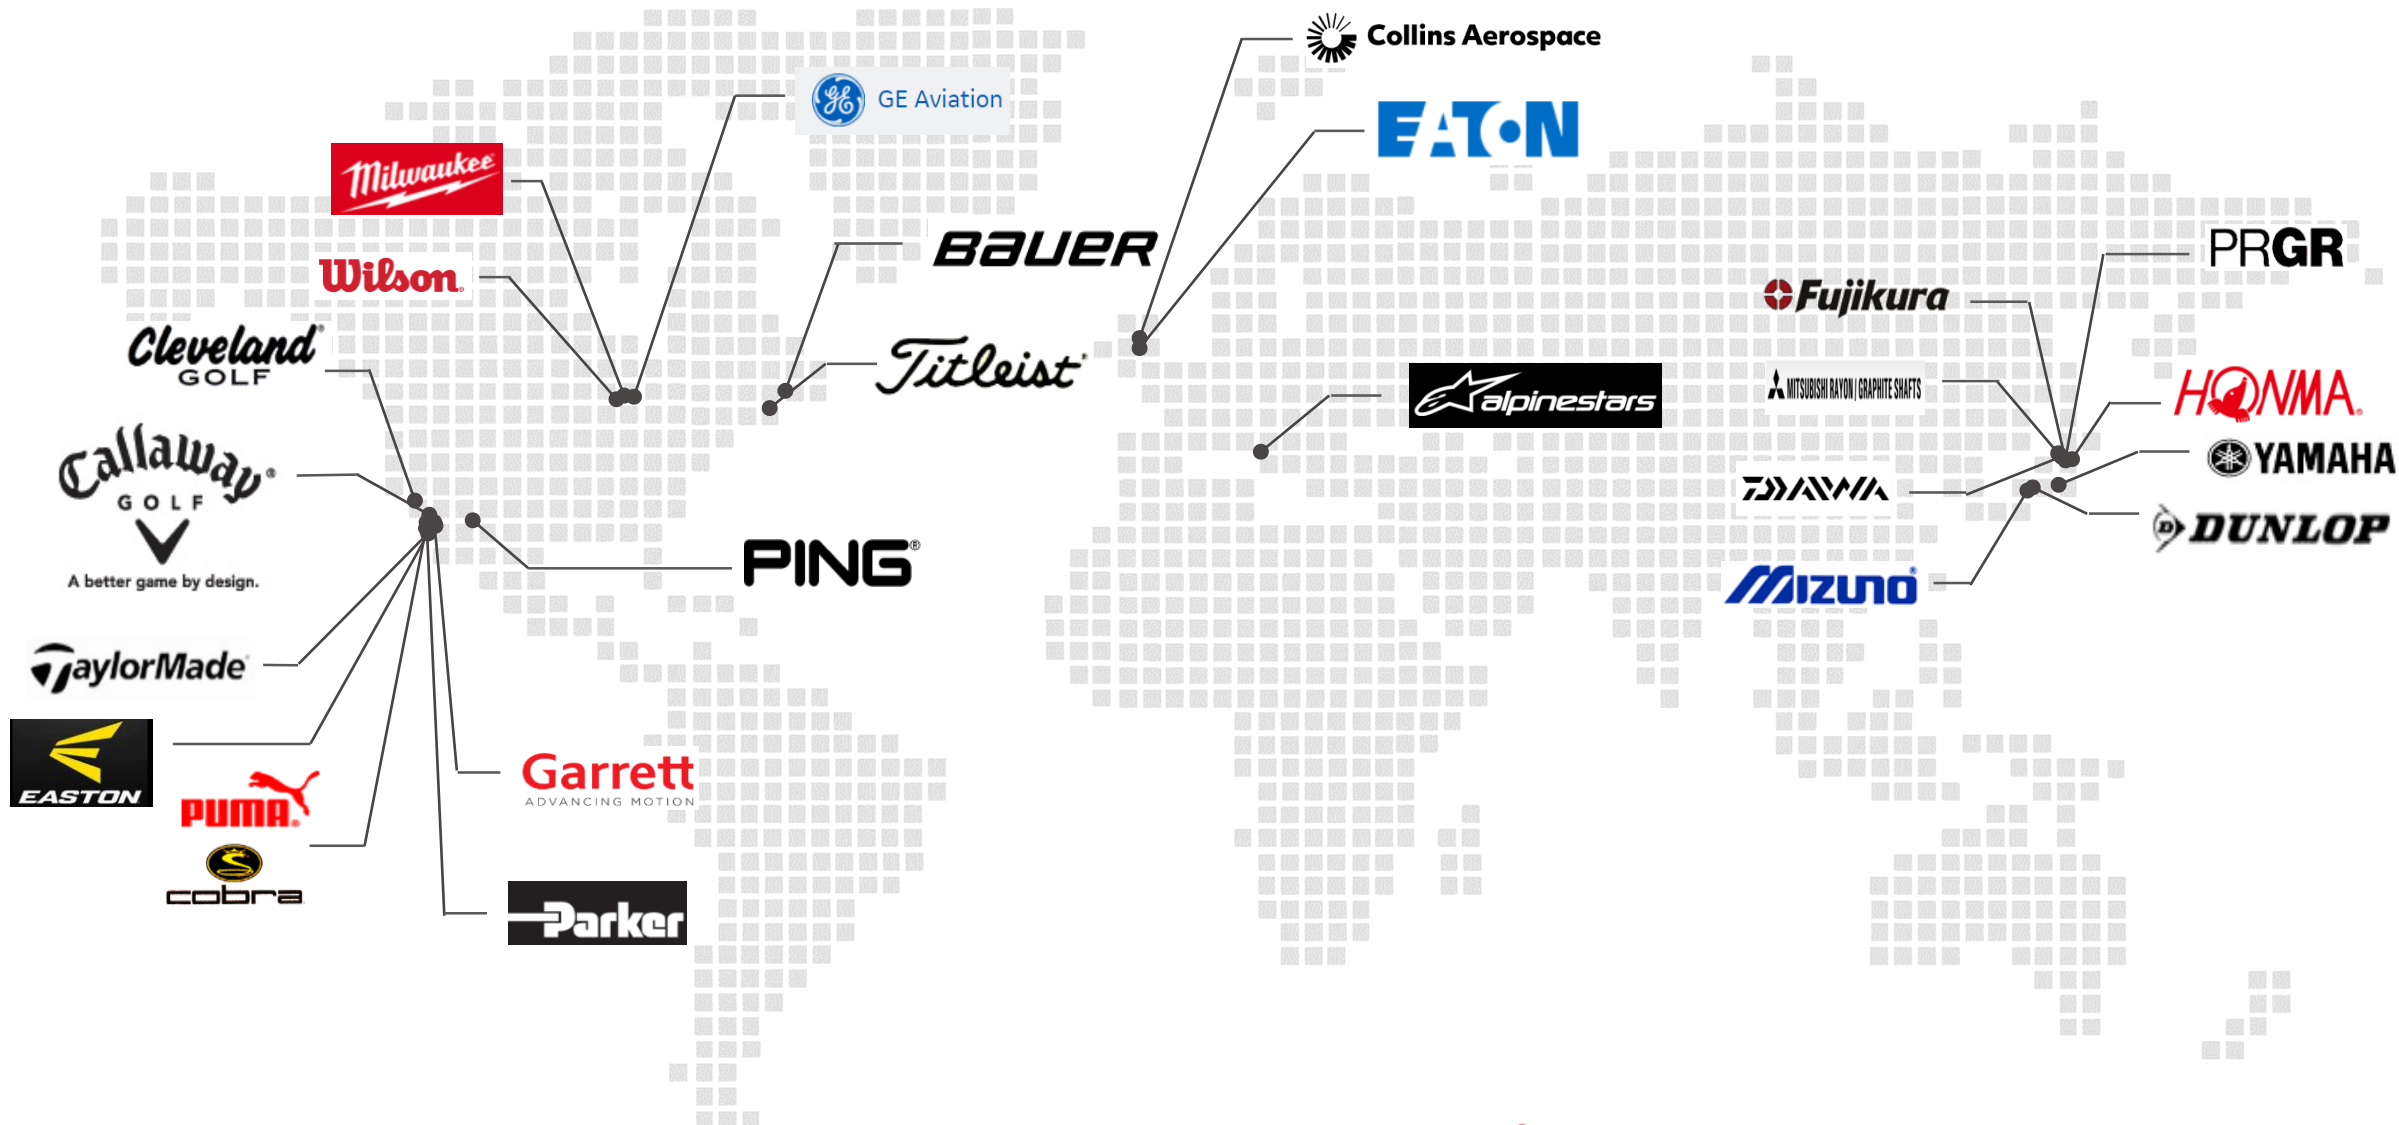 Collins Aerospace
GE Aviation
EATON
Milwaukee
BAUER
PRGR
Wilson
Fujikura
Cleveland®
GOLF
Titleist
alpinestars
MITSUBISHI RAYON | GRAPHITE SHAFTS
HONMA
Callaway®
GOLF
A better game by design.
YAMAHA
DAIWA
DUNLOP
PING®
MIZUNO®
TaylorMade
EASTON
PUMA®
cobra
Garrett
ADVANCING MOTION
Parker